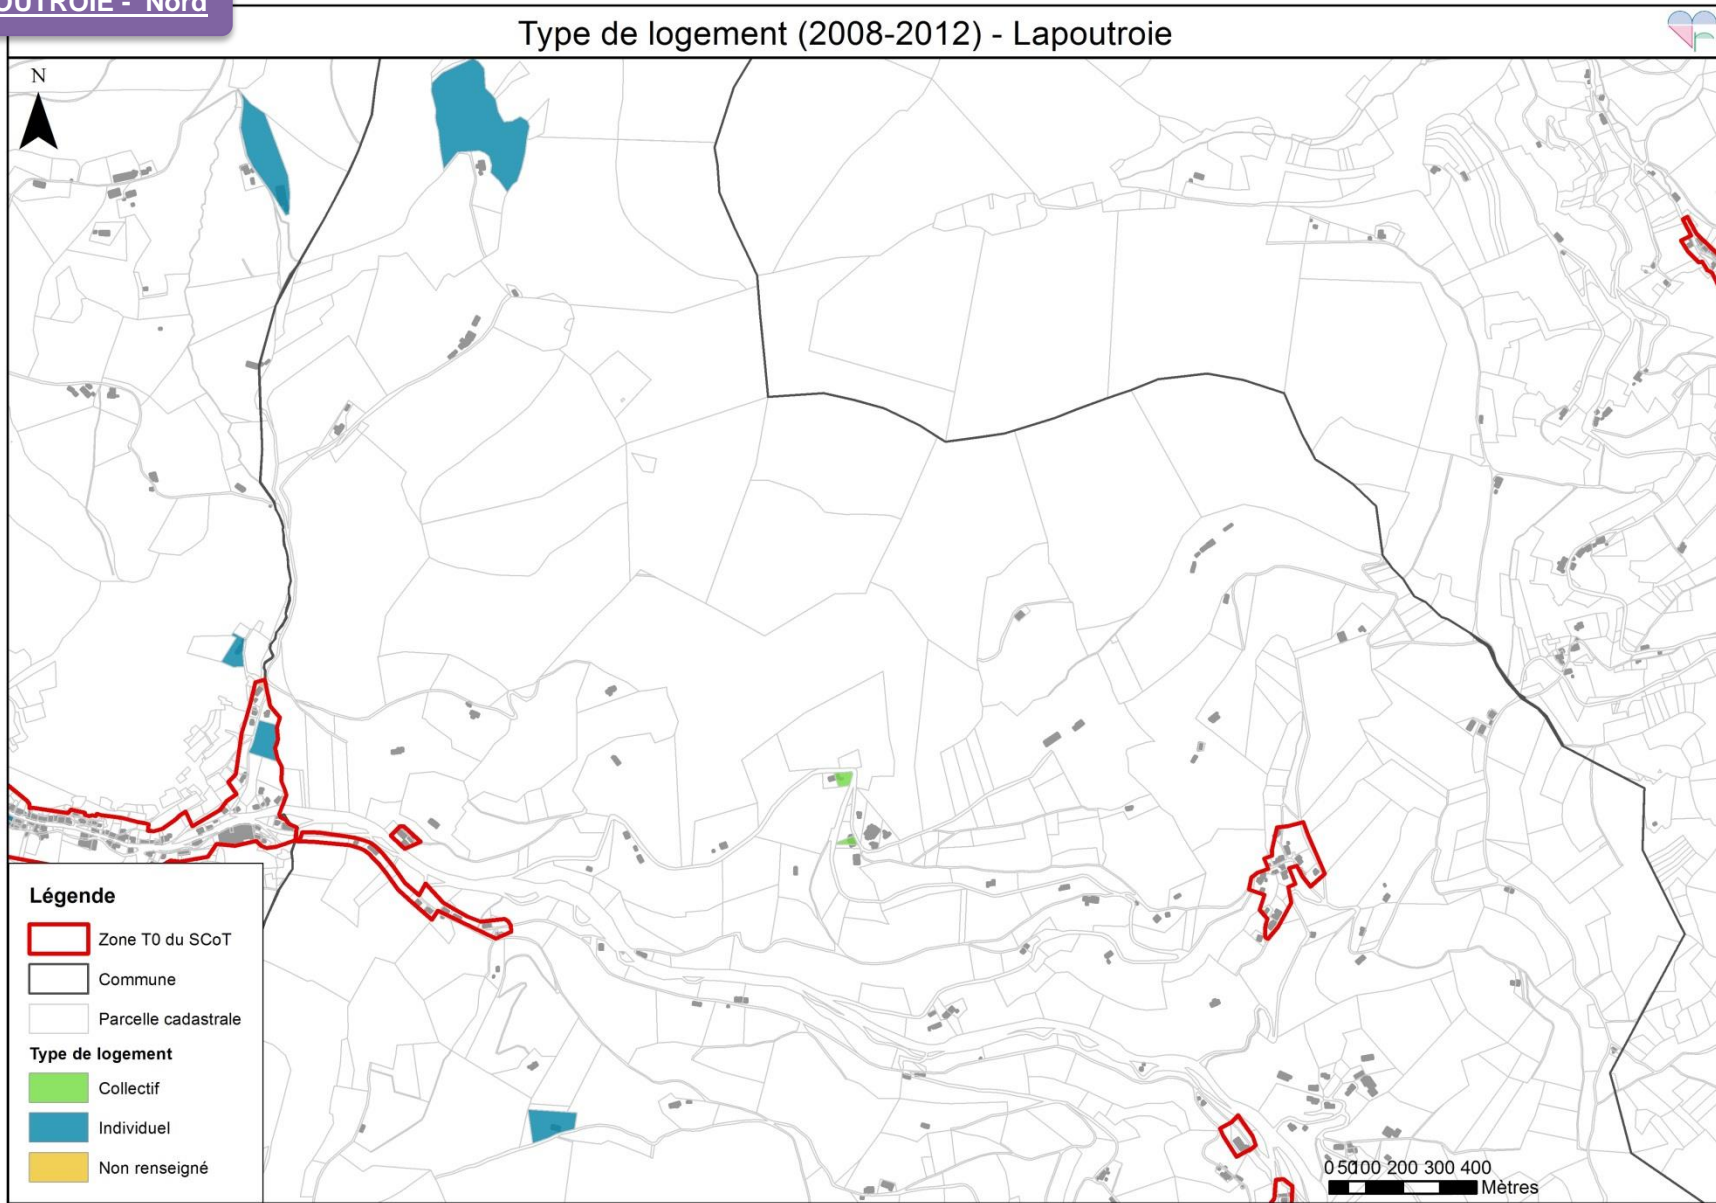 OUTROIE - Nord
Type de logement (2008-2012) - Lapoutroie
N
Légende
Zone T0 du SCoT
Commune
Parcelle cadastrale
Type de logement
Collectif
Individuel
Non renseigné
0 50 100 200 300 400
Mètres